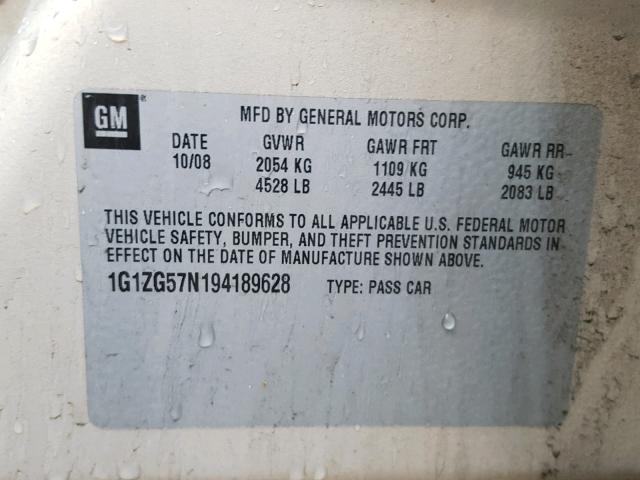 GM
MFD BY GENERAL MOTORS CORP.
DATE GVWR GAWR FRT GAWR RR
10/08 2054 KG 1109 KG 945 KG
4528 LB 2445 LB 2083 LB
THIS VEHICLE CONFORMS TO ALL APPLICABLE U.S. FEDERAL MOTOR
VEHICLE SAFETY, BUMPER, AND THEFT PREVENTION STANDARDS IN
EFFECT ON THE DATE OF MANUFACTURE SHOWN ABOVE.
1G1ZG57N194189628 TYPE: PASS CAR